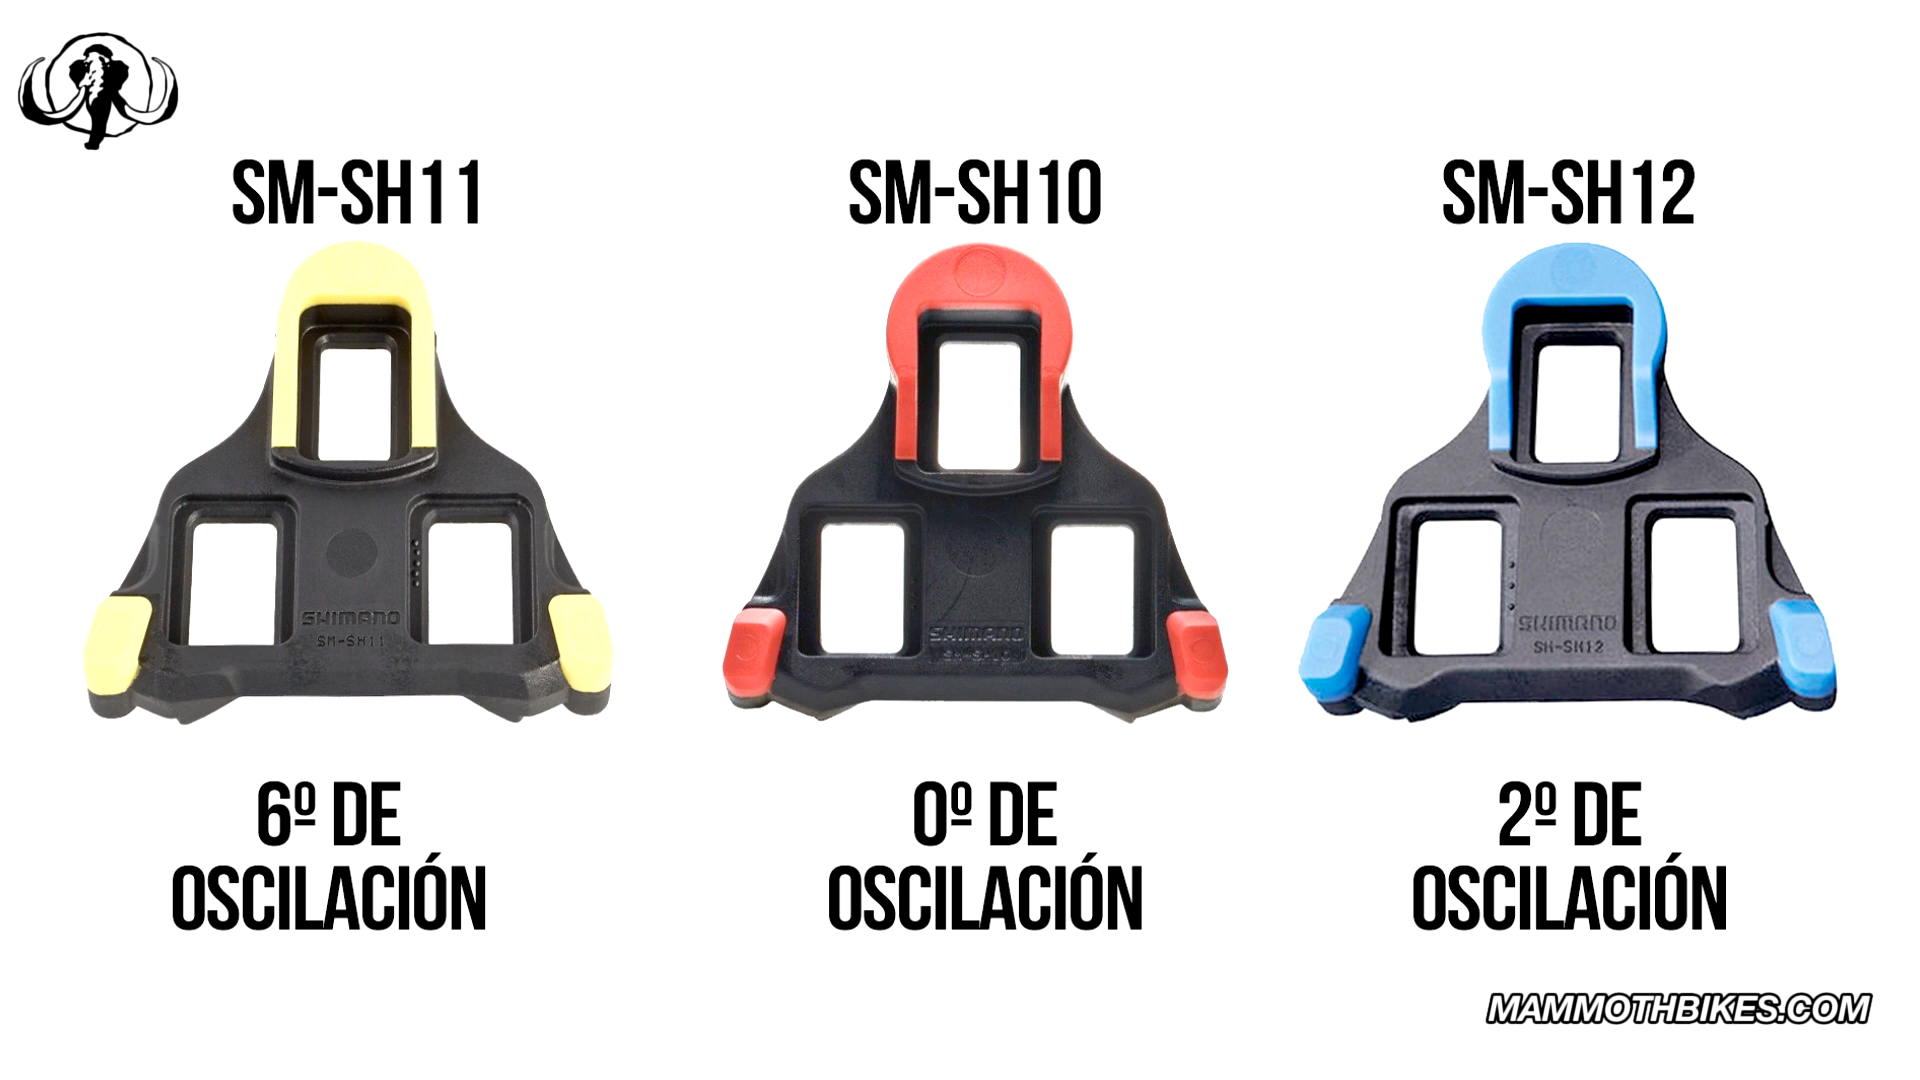 SM-SH11
SM-SH10
SM-SH12
SHIMANO
SM-SH11
SHIMANO
SM-SH10
SHIMANO
SM-SH12
6º DE
OSCILACIÓN
0º DE
OSCILACIÓN
2º DE
OSCILACIÓN
MAMMOTHBIKES.COM